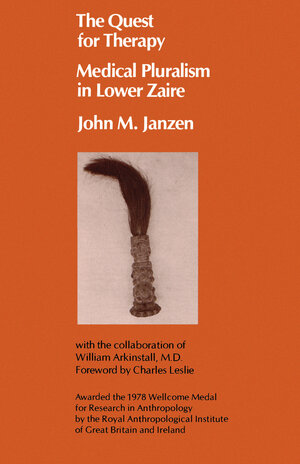 The Quest
for Therapy
Medical Pluralism
in Lower Zaire
John M. Janzen
with the collaboration of
William Arkinstall, M.D.
Foreword by Charles Leslie
Awarded the 1978 Wellcome Medal
for Research in Anthropology
by the Royal Anthropological Institute
of Great Britain and Ireland